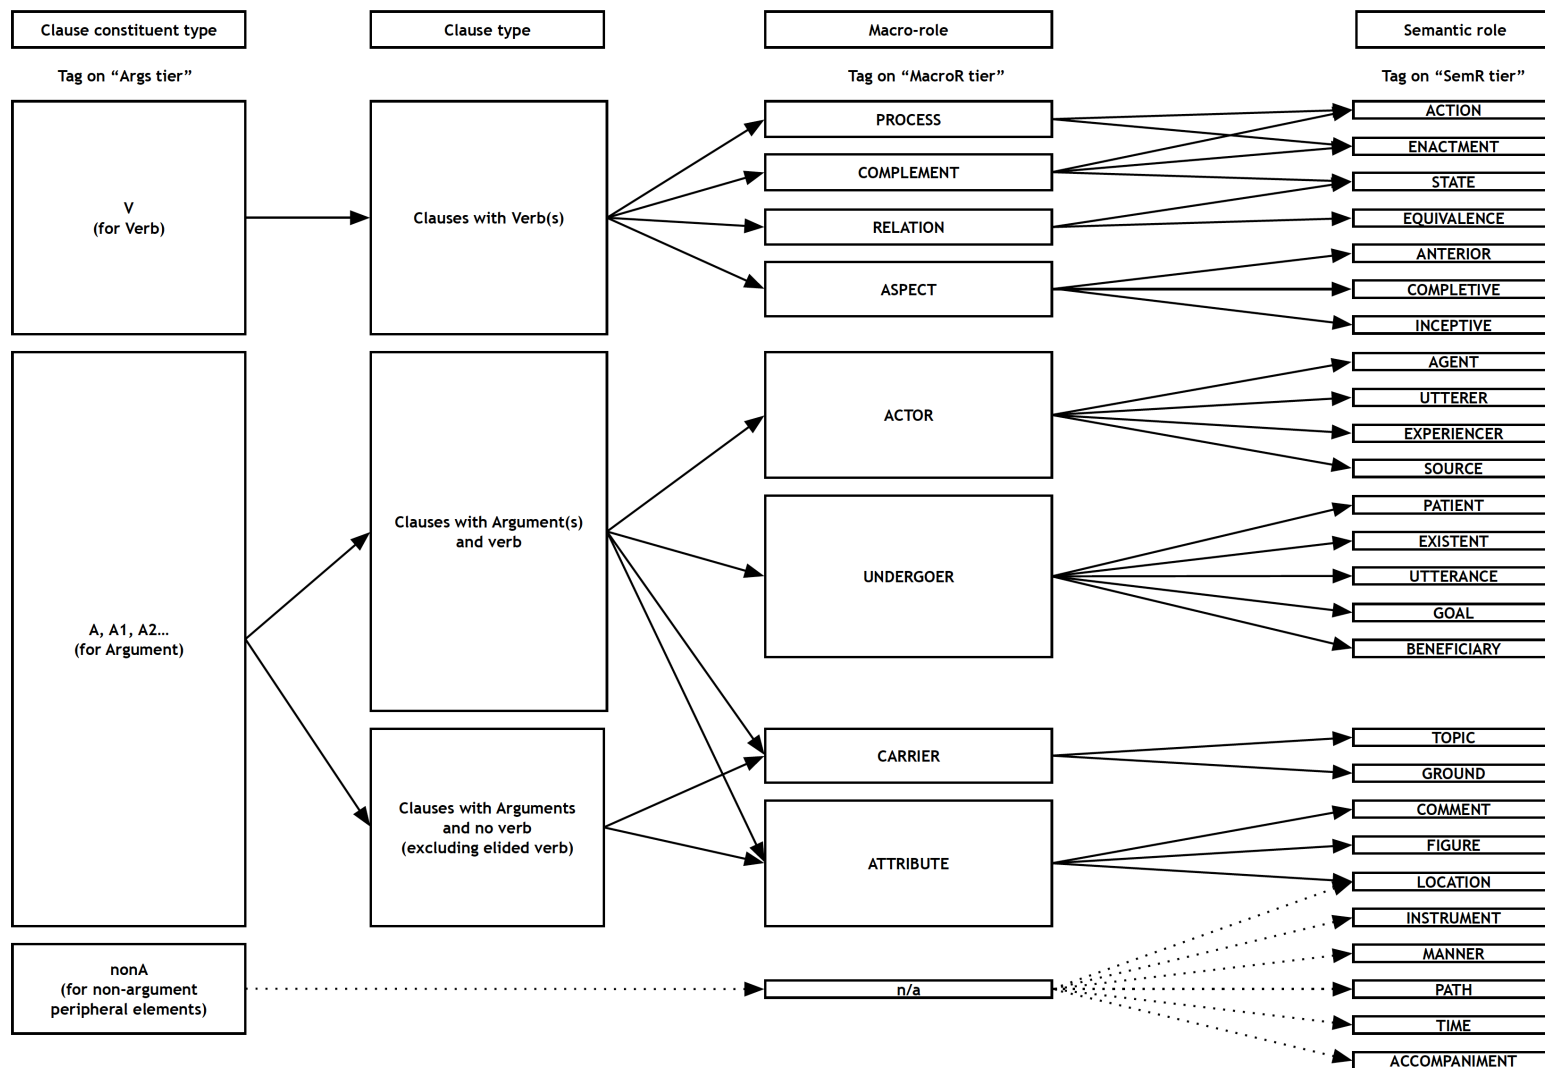 Clause constituent type
Clause type
Macro-role
Semantic role
Tag on “Args tier”
Tag on “MacroR tier”
Tag on “SemR tier”
V
(for Verb)
Clauses with Verb(s)
PROCESS
COMPLEMENT
RELATION
ASPECT
ACTION
ENACTMENT
STATE
EQUIVALENCE
ANTERIOR
COMPLETIVE
INCEPTIVE
A, A1, A2...
(for Argument)
Clauses with Argument(s)
and verb
Clauses with Arguments
and no verb
(excluding elided verb)
ACTOR
UNDERGOER
CARRIER
ATTRIBUTE
AGENT
UTTERER
EXPERIENCER
SOURCE
PATIENT
EXISTENT
UTTERANCE
GOAL
BENEFICIARY
TOPIC
GROUND
COMMENT
FIGURE
LOCATION
nonA
(for non-argument
peripheral elements)
n/a
INSTRUMENT
MANNER
PATH
TIME
ACCOMPANIMENT